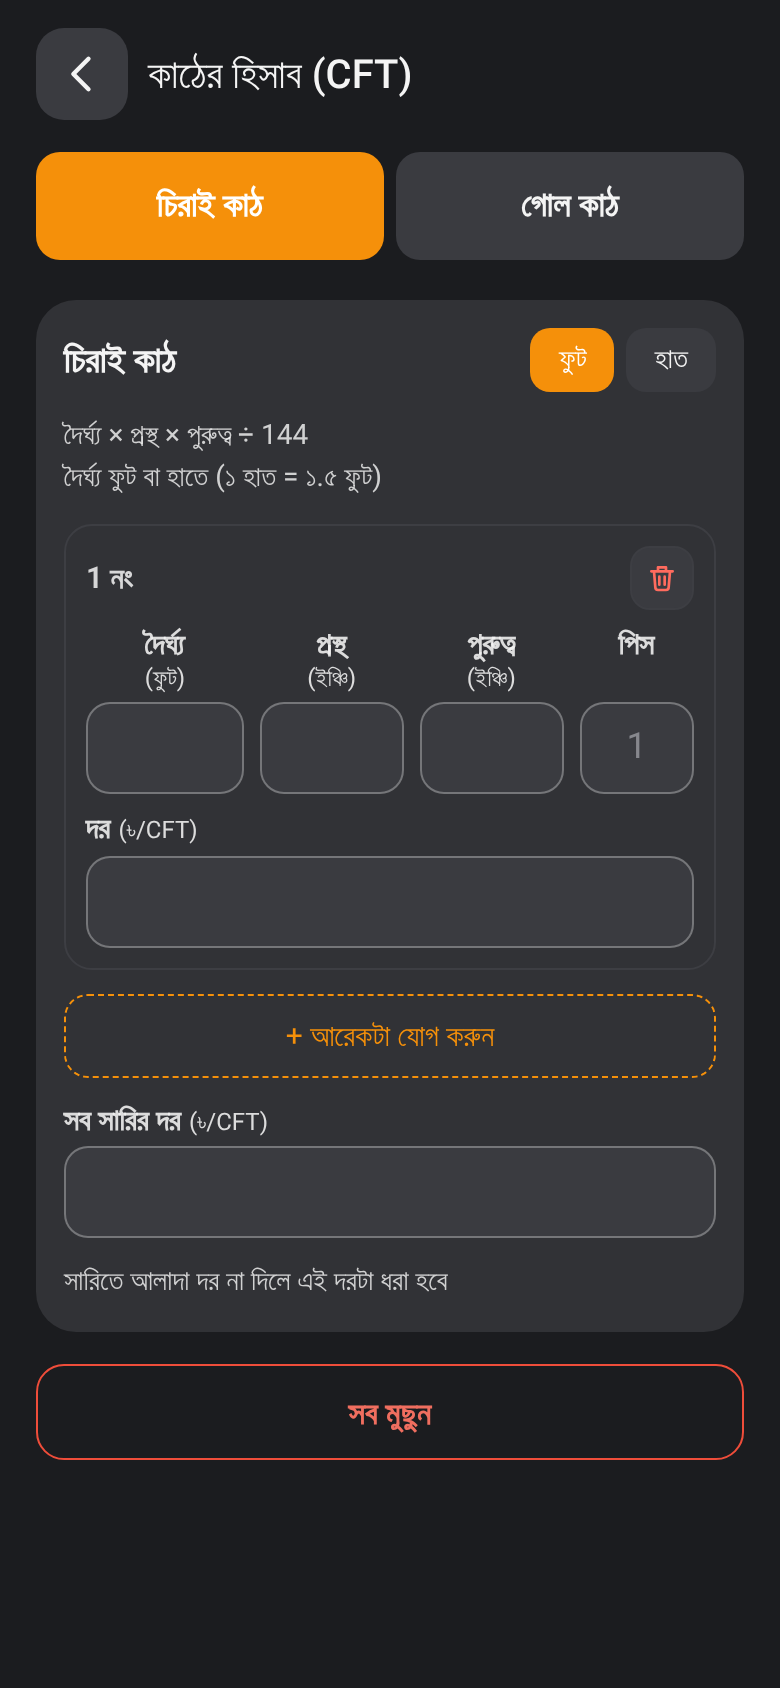 কাঠের হিসাব (CFT)
চিরাই কাঠ গোল কাঠ
চিরাই কাঠ ফুট হাত
দৈর্ঘ্য × প্রস্থ × পুরুত্ব ÷ 144
দৈর্ঘ্য ফুট বা হাতে (১ হাত = ১.৫ ফুট)
1 নং
দৈর্ঘ্য প্রস্থ পুরুত্ব পিস
(ফুট) (ইঞ্চি) (ইঞ্চি)
1
দর (৳/CFT)
+ আরেকটা যোগ করুন
সব সারির দর (৳/CFT)
সারিতে আলাদা দর না দিলে এই দরটা ধরা হবে
সব মুছুন